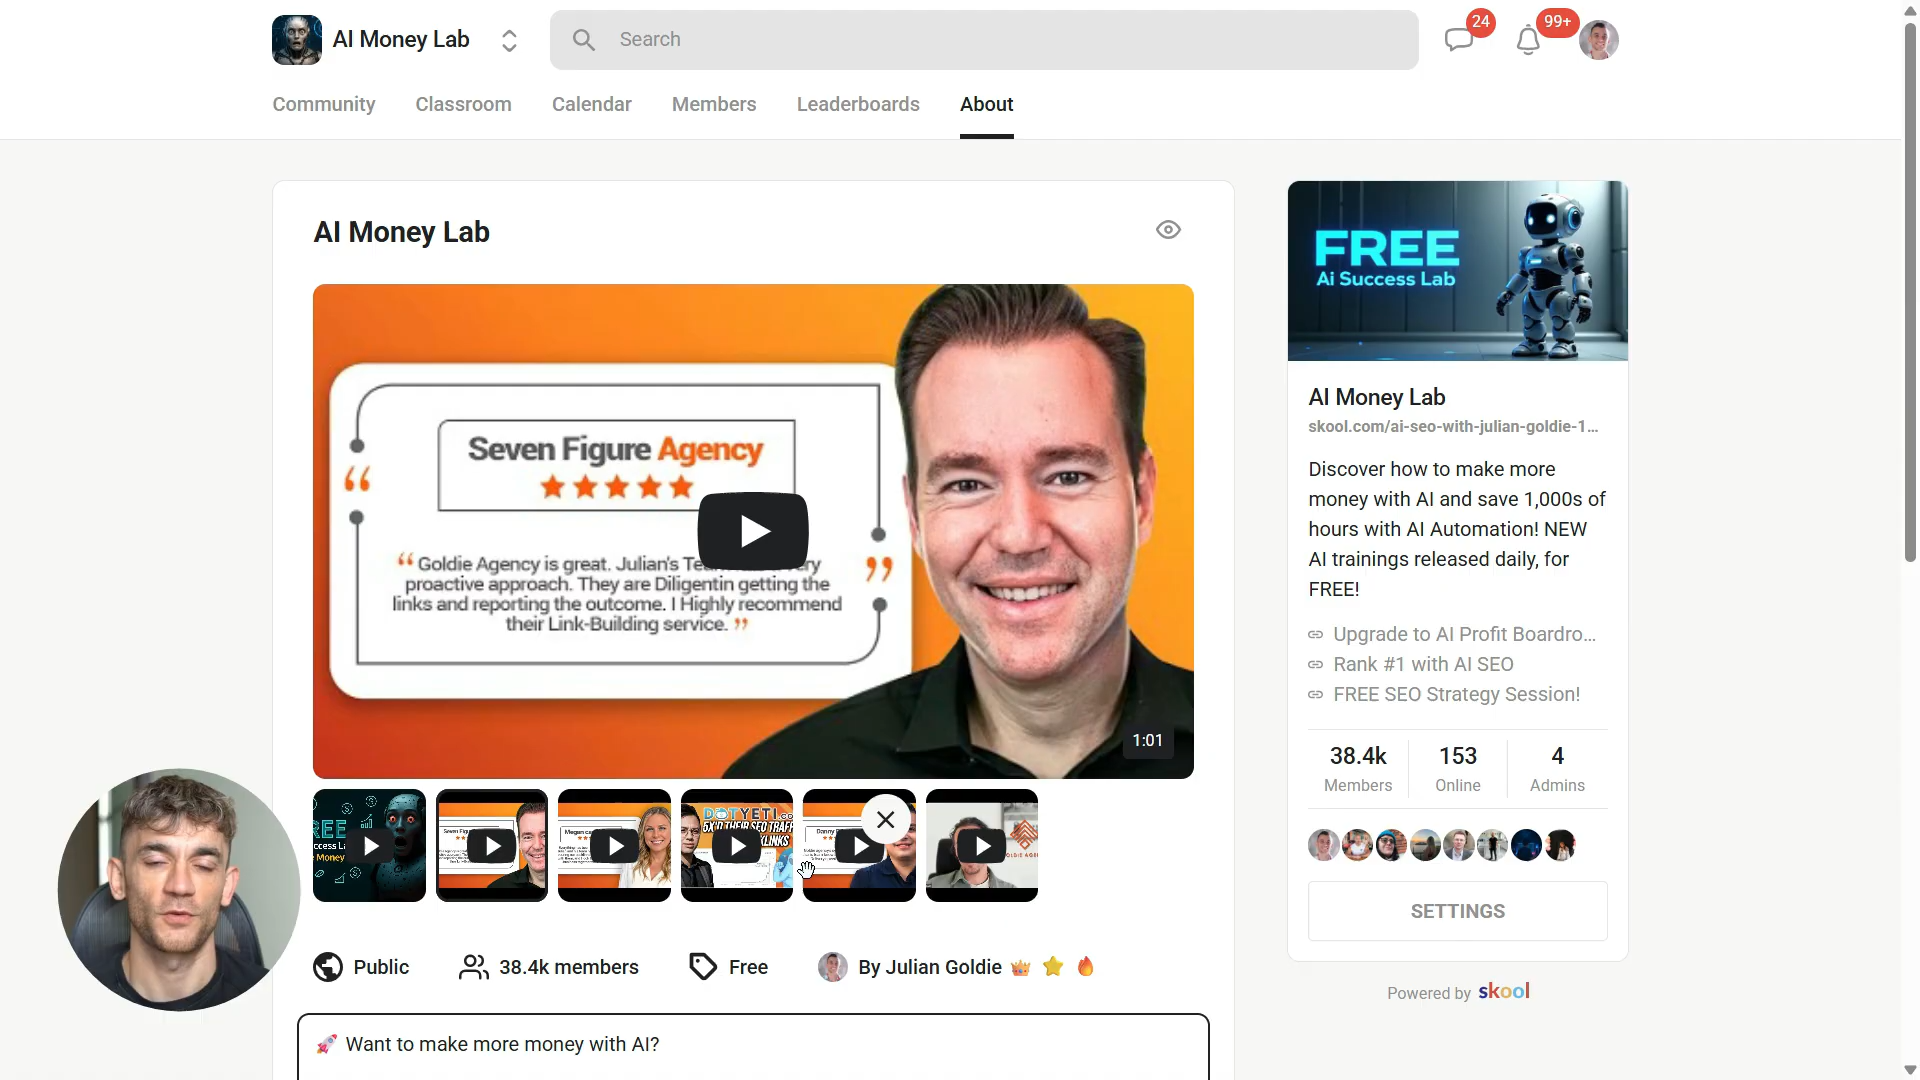 AI Money Lab
Search
24
99+
Community
Classroom
Calendar
Members
Leaderboards
About
AI Money Lab
Seven Figure Agency
“Goldie Agency is great. Julian's ry
proactive approach. They are Diligentin getting the
links and reporting the outcome. I Highly recommend
their Link-Building service.”
1:01
DOTYETI.CO
Public
38.4k members
Free
By Julian Goldie
🚀 Want to make more money with AI?
FREE
Ai Success Lab
AI Money Lab
skool.com/ai-seo-with-julian-goldie-1...
Discover how to make more
money with AI and save 1,000s of
hours with AI Automation! NEW
AI trainings released daily, for
FREE!
Upgrade to AI Profit Boardro...
Rank #1 with AI SEO
FREE SEO Strategy Session!
38.4k
Members
153
Online
4
Admins
SETTINGS
Powered by skool